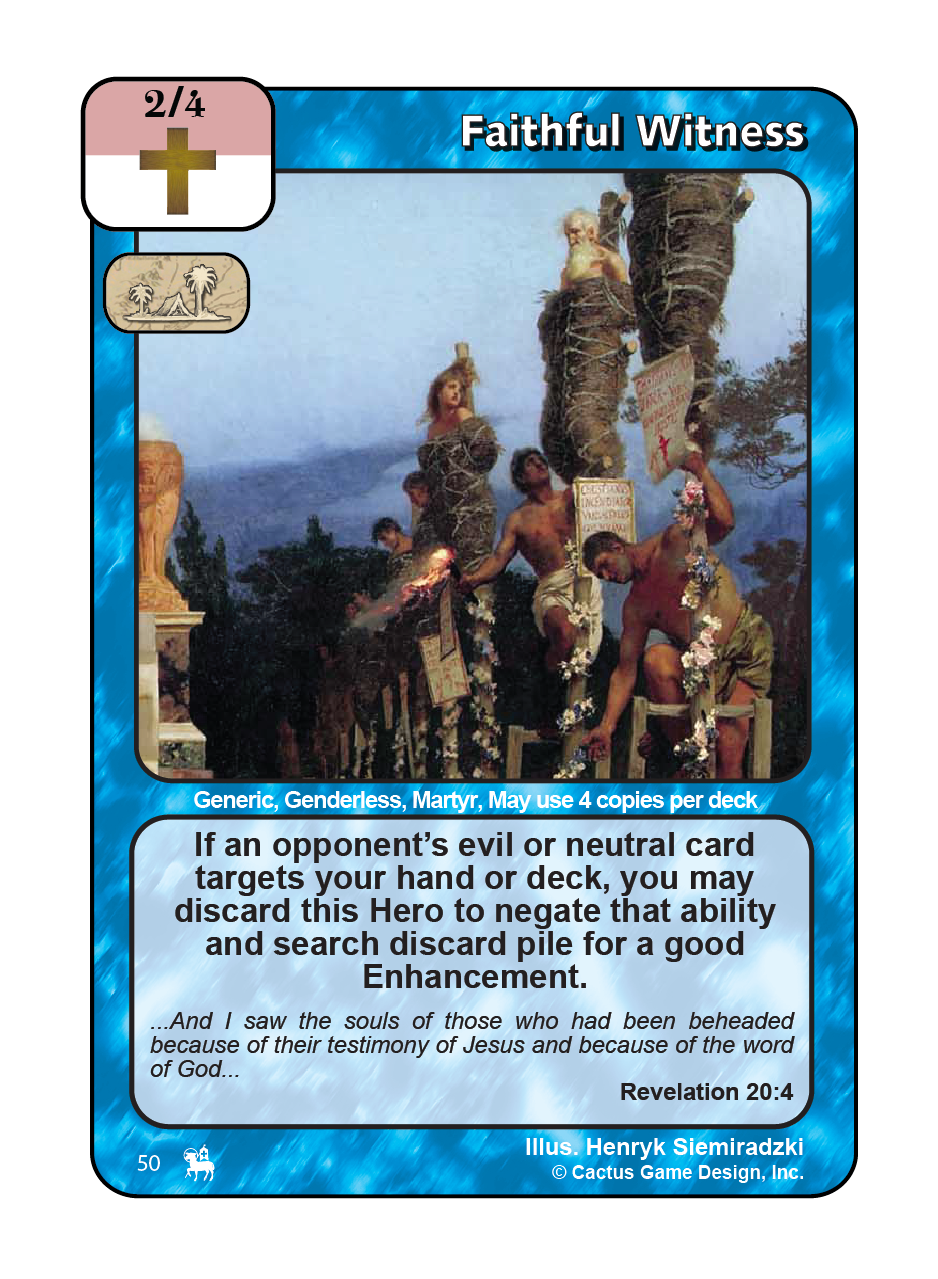 2/4
Faithful Witness
Generic, Genderless, Martyr, May use 4 copies per deck
If an opponent’s evil or neutral card
targets your hand or deck, you may
discard this Hero to negate that ability
and search discard pile for a good
Enhancement.
...And I saw the souls of those who had been beheaded
because of their testimony of Jesus and because of the word
of God...
Revelation 20:4
50
Illus. Henryk Siemiradzki
© Cactus Game Design, Inc.